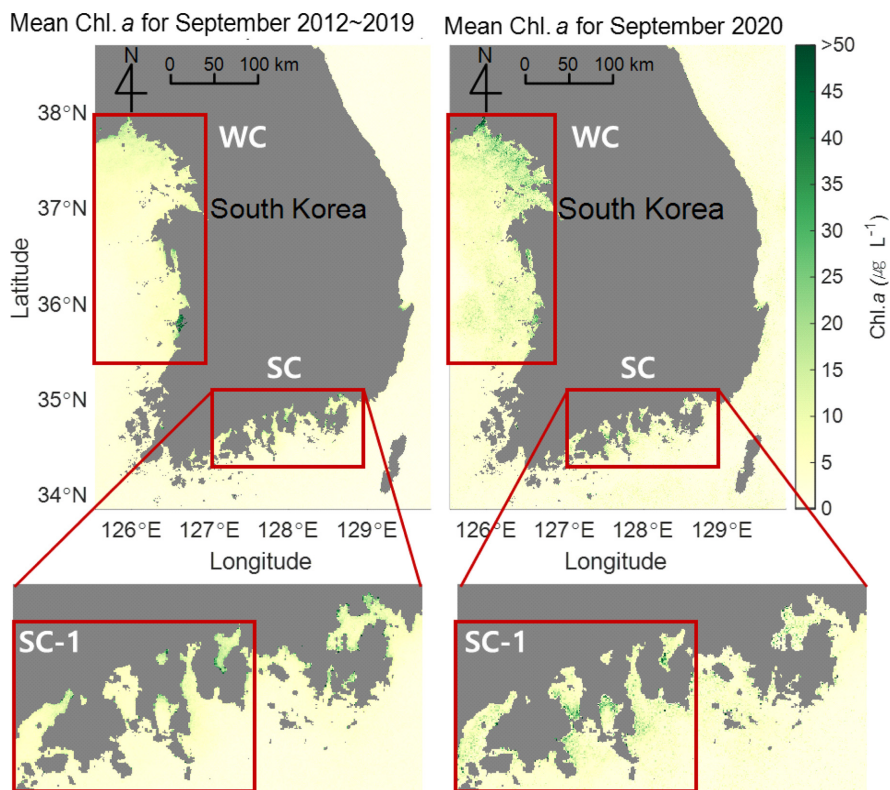 Mean Chl. a for September 2012~2019
Mean Chl. a for September 2020
N
0 50 100 km
N
0 50 100 km
>50
45
40
35
30
25
20
15
10
5
0
Chl. a (㎍ L-1)
38°N
37°N
36°N
35°N
34°N
Latitude
WC
South Korea
SC
WC
South Korea
SC
126°E 127°E 128°E 129°E
Longitude
126°E 127°E 128°E 129°E
Longitude
SC-1
SC-1